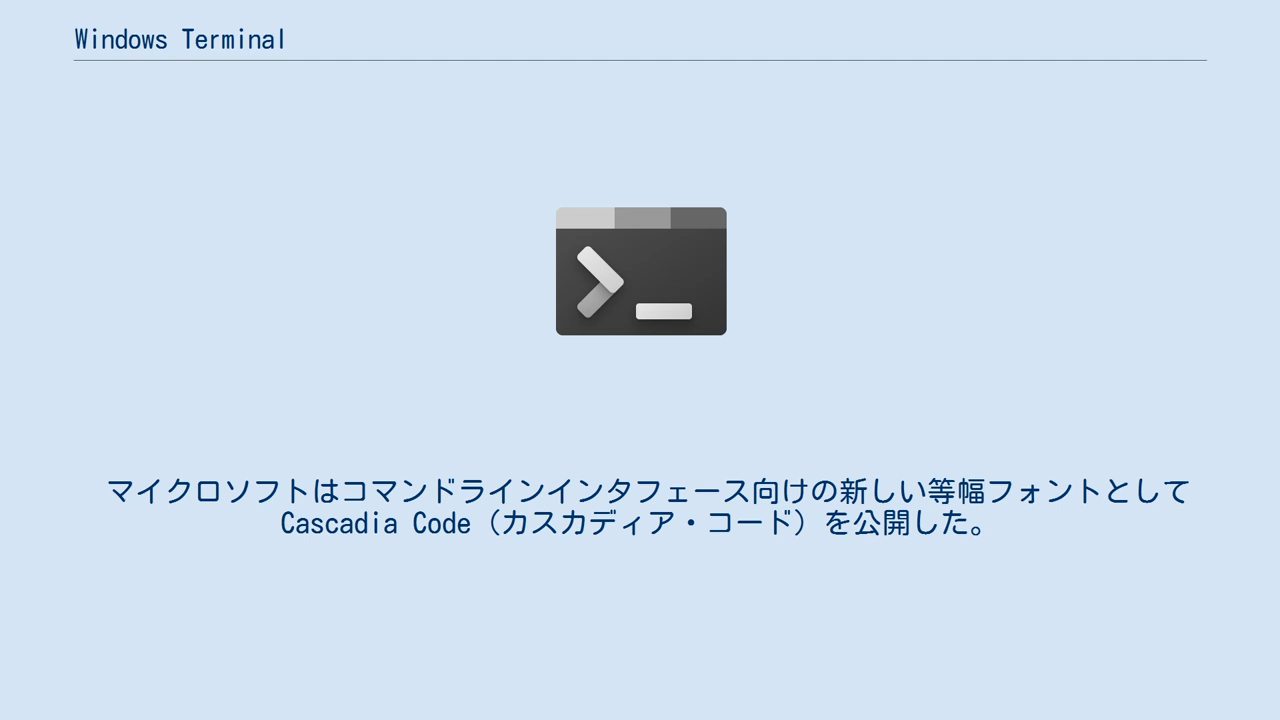 Windows Terminal
マイクロソフトはコマンドラインインタフェース向けの新しい等幅フォントとして
Cascadia Code（カスカディア・コード）を公開した。